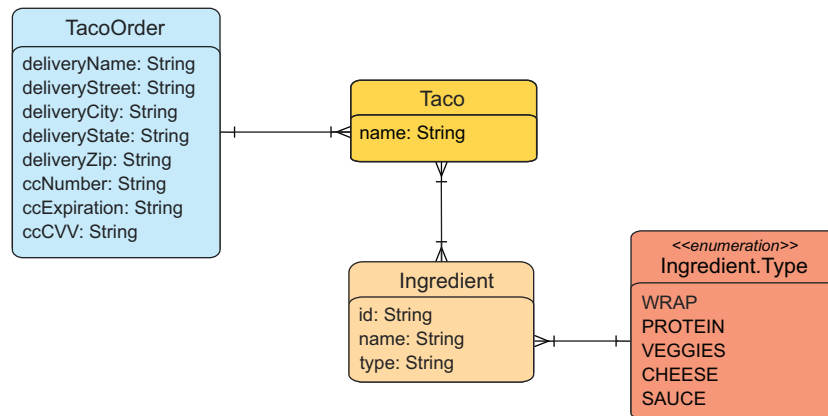 TacoOrder
deliveryName: String
deliveryStreet: String
deliveryCity: String
deliveryState: String
deliveryZip: String
ccNumber: String
ccExpiration: String
ccCVV: String
Taco
name: String
Ingredient
id: String
name: String
type: String
<<enumeration>>
Ingredient.Type
WRAP
PROTEIN
VEGGIES
CHEESE
SAUCE